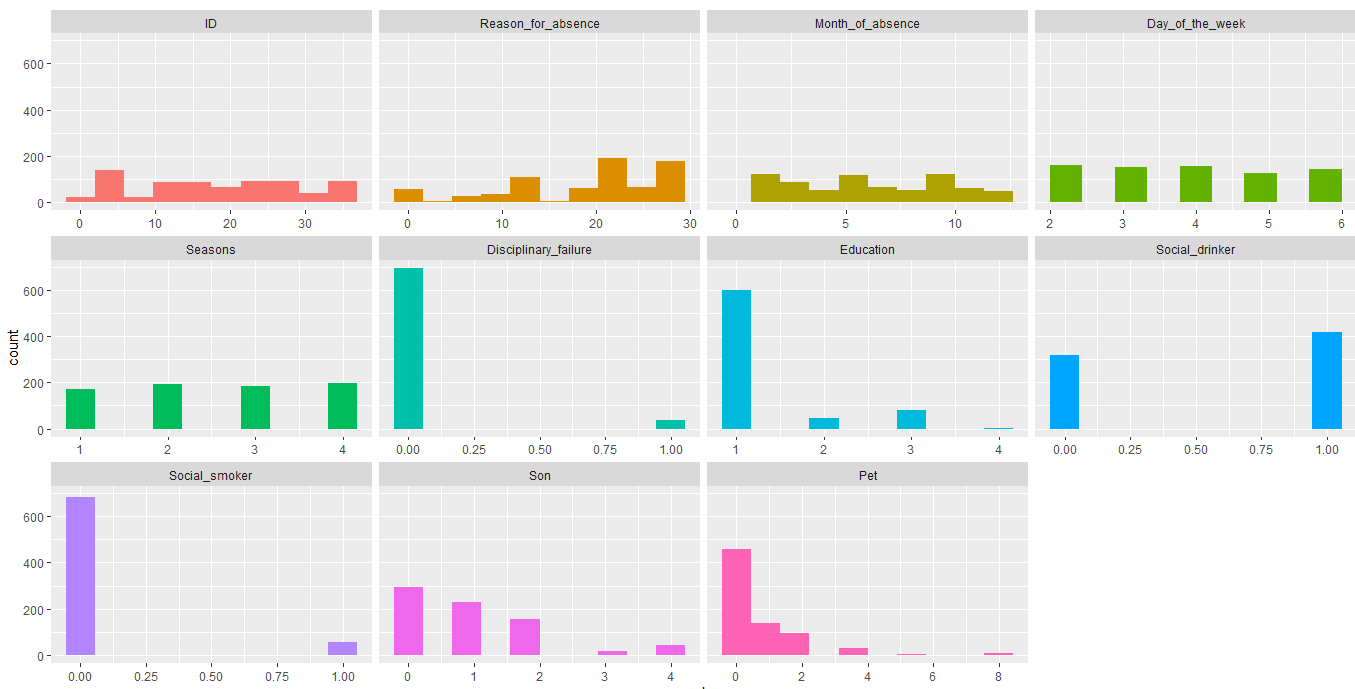 ID Reason_for_absence Month_of_absence Day_of_the_week
600
400
200
0
0 10 20 30 0 10 20 30 0 5 10 2 3 4 5 6
Seasons Disciplinary_failure Education Social_drinker
600
400
200
0
1 2 3 4 0.00 0.25 0.50 0.75 1.00 1 2 3 4 0.00 0.25 0.50 0.75 1.00
count
Social_smoker Son Pet
600
400
200
0
0.00 0.25 0.50 0.75 1.00 0 1 2 3 4 0 2 4 6 8
.